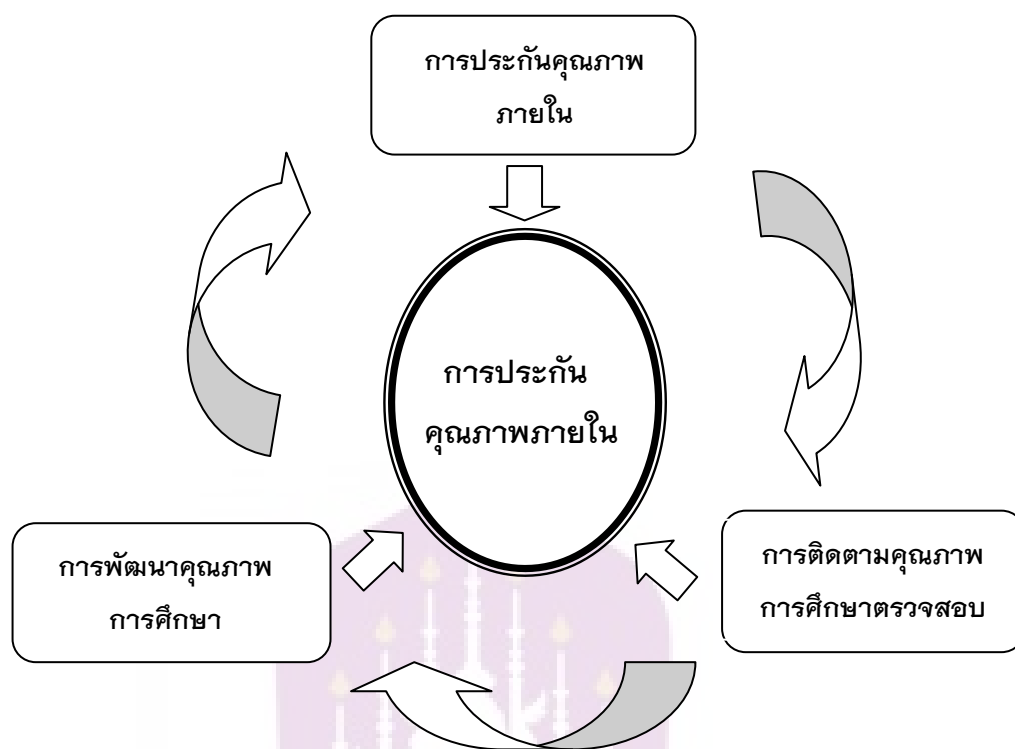 การประกันคุณภาพ
ภายใน
การประกัน
คุณภาพภายใน
การพัฒนาคุณภาพ
การศึกษา
การติดตามคุณภาพ
การศึกษาตรวจสอบ